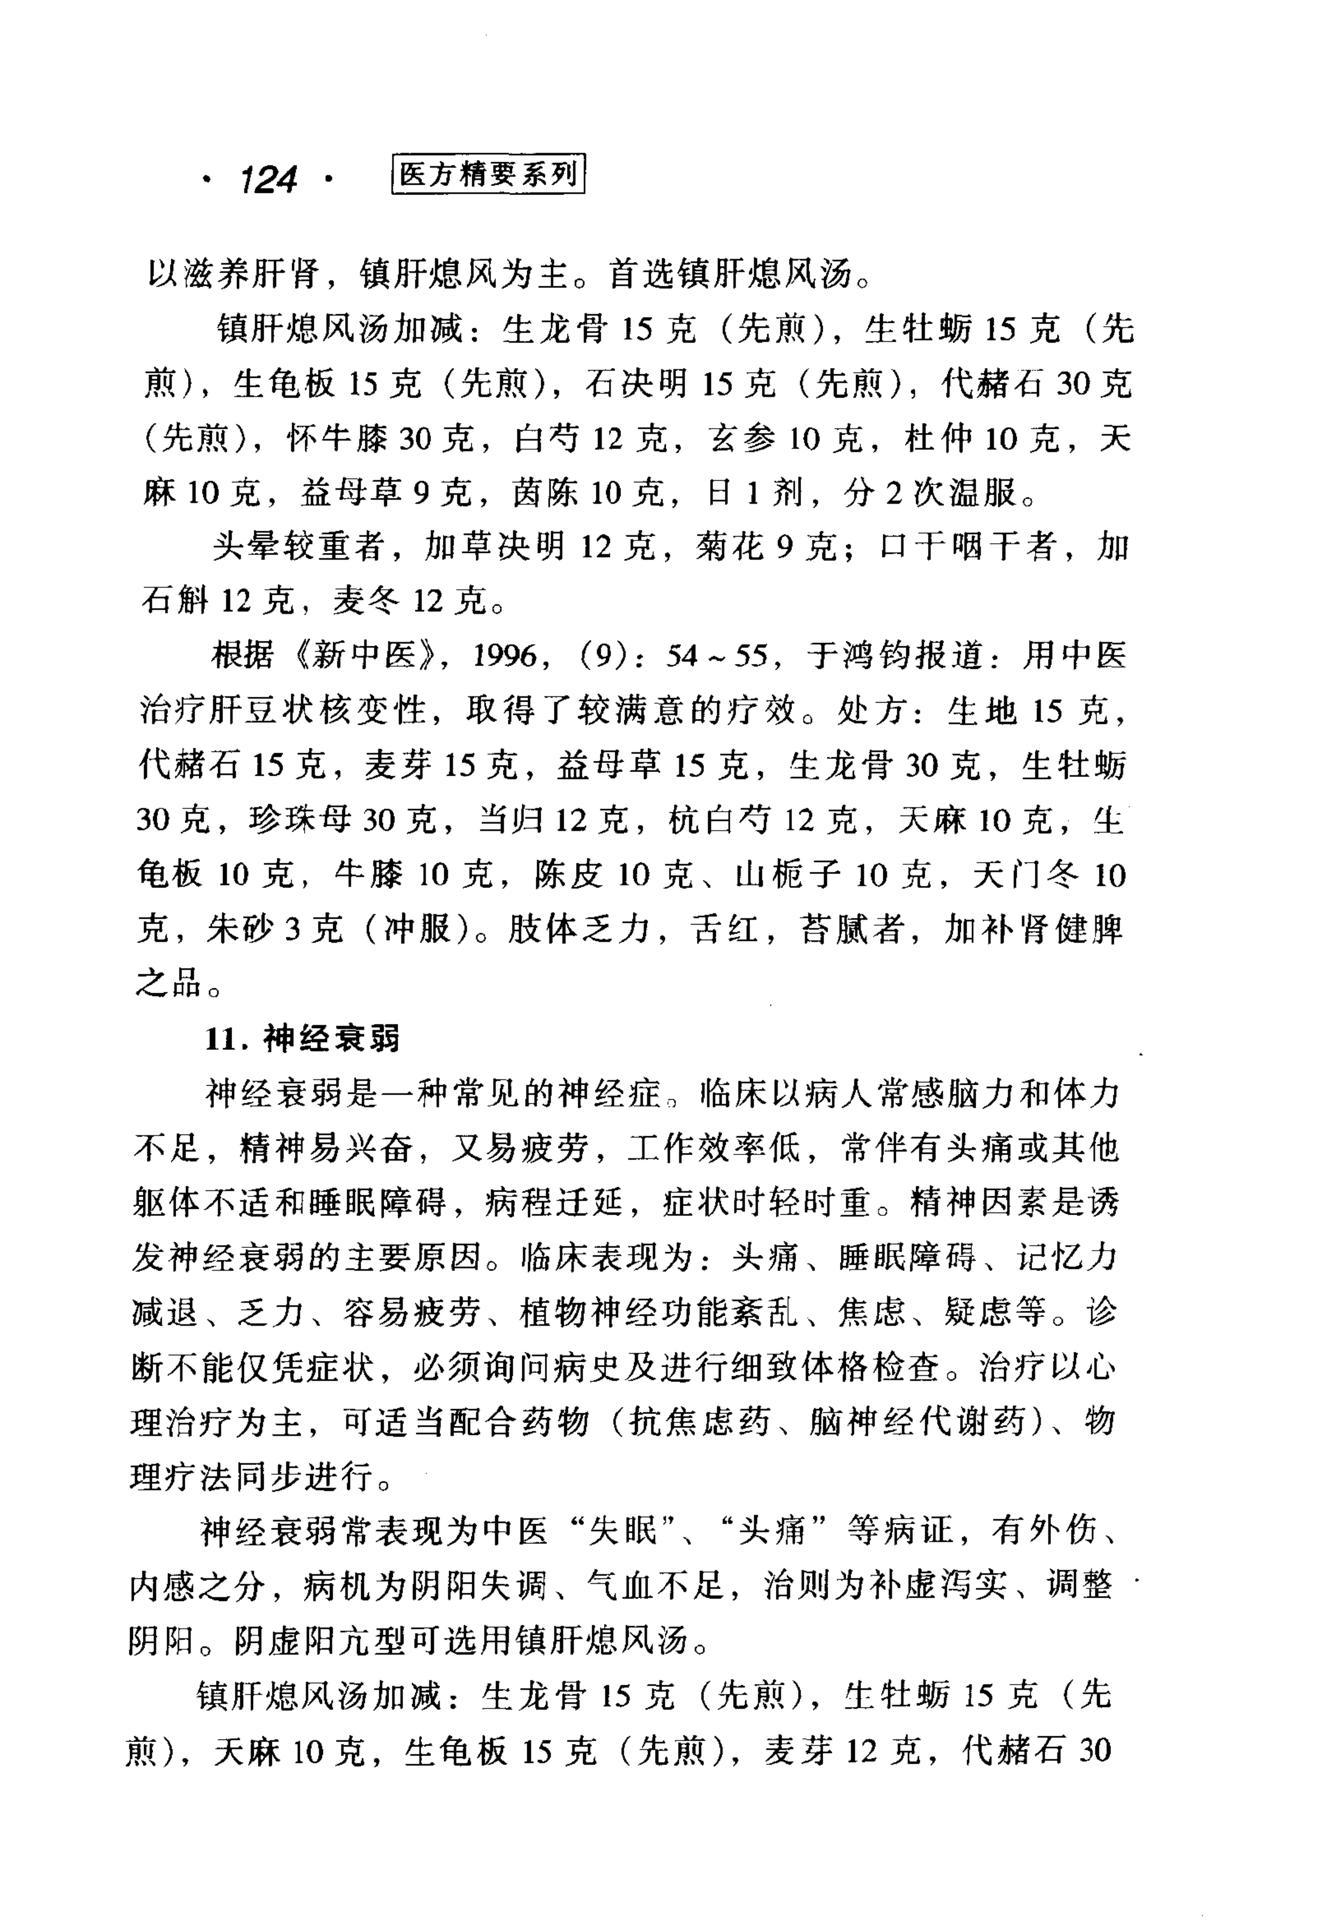 · 124 · 医方精要系列
以滋养肝肾，镇肝熄风为主。首选镇肝熄风汤。
镇肝熄风汤加减：生龙骨 15 克（先煎），生牡蛎 15 克（先
煎），生龟板 15 克（先煎），石决明 15 克（先煎），代赭石 30 克
（先煎），怀牛膝 30 克，白芍 12 克，玄参 10 克，杜仲 10 克，天
麻 10 克，益母草 9 克，茵陈 10 克，日 1 剂，分 2 次温服。
头晕较重者，加草决明 12 克，菊花 9 克；口干咽干者，加
石斛 12 克，麦冬 12 克。
根据《新中医》，1996，（9）：54～55，于鸿钧报道：用中医
治疗肝豆状核变性，取得了较满意的疗效。处方：生地 15 克，
代赭石 15 克，麦芽 15 克，益母草 15 克，生龙骨 30 克，生牡蛎
30 克，珍珠母 30 克，当归 12 克，杭白芍 12 克，天麻 10 克，生
龟板 10 克，牛膝 10 克，陈皮 10 克、山栀子 10 克，天门冬 10
克，朱砂 3 克（冲服）。肢体乏力，舌红，苔腻者，加补肾健脾
之品。
11. 神经衰弱
神经衰弱是一种常见的神经症。临床以病人常感脑力和体力
不足，精神易兴奋，又易疲劳，工作效率低，常伴有头痛或其他
躯体不适和睡眠障碍，病程迁延，症状时轻时重。精神因素是诱
发神经衰弱的主要原因。临床表现为：头痛、睡眠障碍、记忆力
减退、乏力、容易疲劳、植物神经功能紊乱、焦虑、疑虑等。诊
断不能仅凭症状，必须询问病史及进行细致体格检查。治疗以心
理治疗为主，可适当配合药物（抗焦虑药、脑神经代谢药）、物
理疗法同步进行。
神经衰弱常表现为中医“失眠”、“头痛”等病证，有外伤、
内感之分，病机为阴阳失调、气血不足，治则为补虚泻实、调整
阴阳。阴虚阳亢型可选用镇肝熄风汤。
镇肝熄风汤加减：生龙骨 15 克（先煎），生牡蛎 15 克（先
煎），天麻 10 克，生龟板 15 克（先煎），麦芽 12 克，代赭石 30